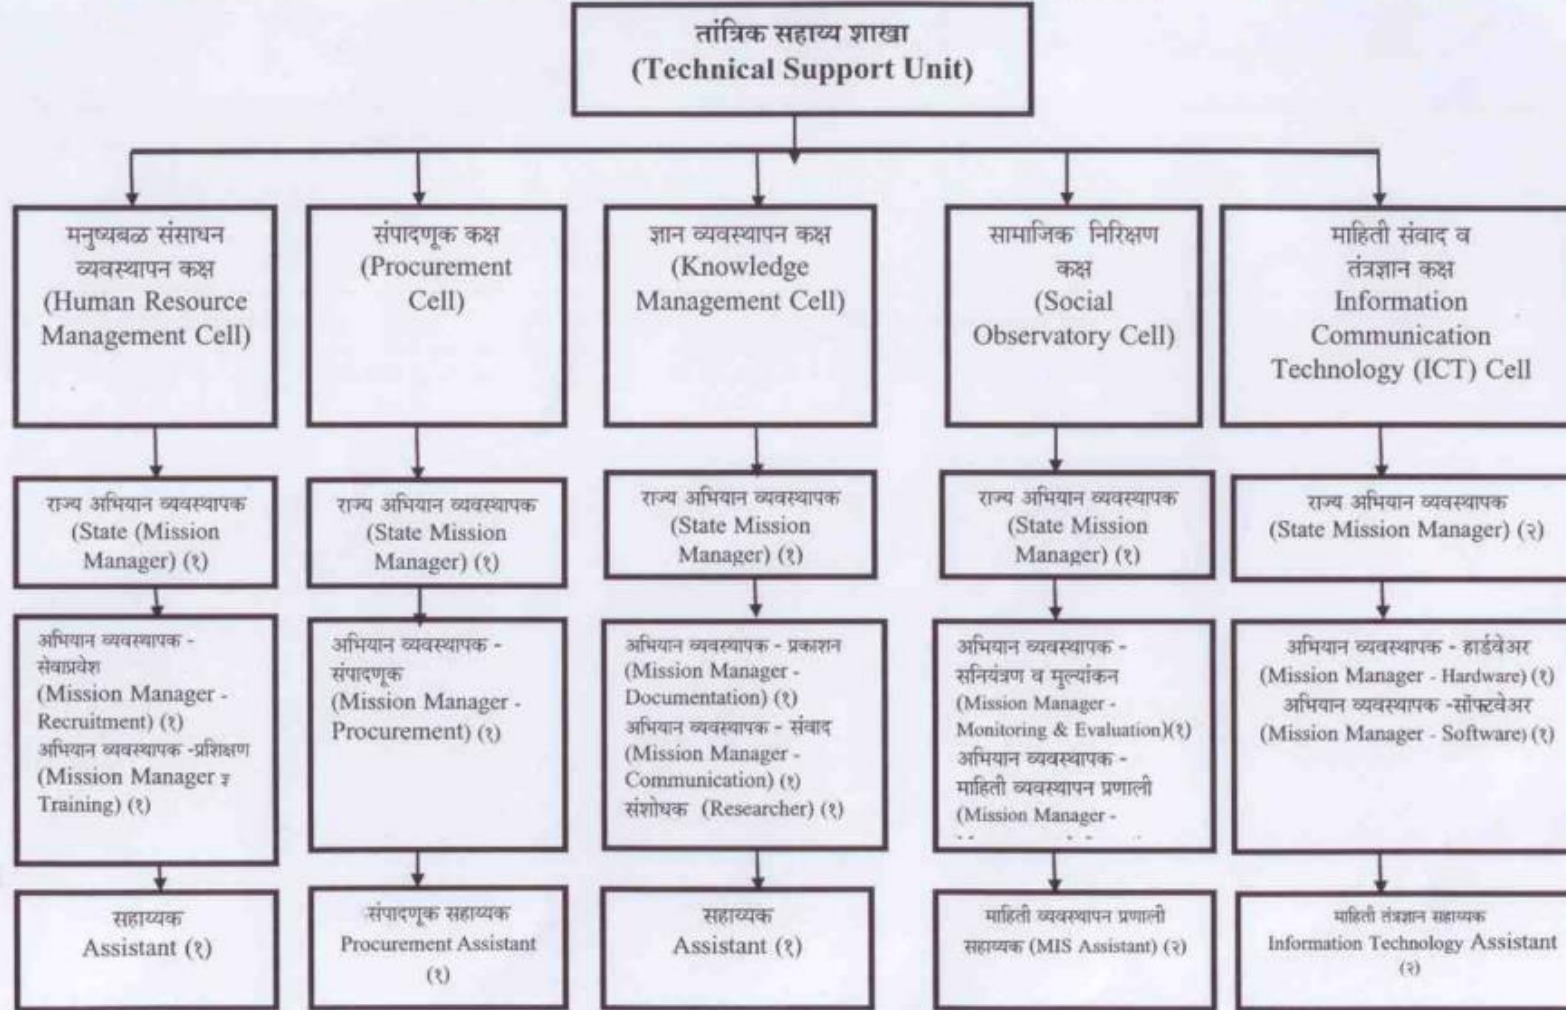 तांत्रिक सहाय्य शाखा
(Technical Support Unit)
मनुष्यबळ संसाधन
व्यवस्थापन कक्ष
(Human Resource
Management Cell)
संपादणूक कक्ष
(Procurement
Cell)
ज्ञान व्यवस्थापन कक्ष
(Knowledge
Management Cell)
सामाजिक निरिक्षण
कक्ष
(Social
Observatory Cell)
माहिती संवाद व
तंत्रज्ञान कक्ष
Information
Communication
Technology (ICT) Cell
राज्य अभियान व्यवस्थापक
(State (Mission
Manager) (१)
राज्य अभियान व्यवस्थापक
(State Mission
Manager) (१)
राज्य अभियान व्यवस्थापक
(State Mission
Manager) (१)
राज्य अभियान व्यवस्थापक
(State Mission
Manager) (१)
राज्य अभियान व्यवस्थापक
(State Mission Manager) (२)
अभियान व्यवस्थापक -
सेवाप्रवेश
(Mission Manager -
Recruitment) (१)
अभियान व्यवस्थापक -प्रशिक्षण
(Mission Manager इ
Training) (१)
अभियान व्यवस्थापक -
संपादणूक
(Mission Manager -
Procurement) (१)
अभियान व्यवस्थापक - प्रकाशन
(Mission Manager -
Documentation) (१)
अभियान व्यवस्थापक - संवाद
(Mission Manager -
Communication) (१)
संशोधक (Researcher) (१)
अभियान व्यवस्थापक -
सनियंत्रण व मुल्यांकन
(Mission Manager -
Monitoring & Evaluation)(१)
अभियान व्यवस्थापक -
माहिती व्यवस्थापन प्रणाली
(Mission Manager -
अभियान व्यवस्थापक - हार्डवेअर
(Mission Manager - Hardware) (१)
अभियान व्यवस्थापक -सॉफ्टवेअर
(Mission Manager - Software) (१)
सहाय्यक
Assistant (१)
संपादणूक सहाय्यक
Procurement Assistant
(१)
सहाय्यक
Assistant (१)
माहिती व्यवस्थापन प्रणाली
सहाय्यक (MIS Assistant) (२)
माहिती तंत्रज्ञान सहाय्यक
Information Technology Assistant
(२)